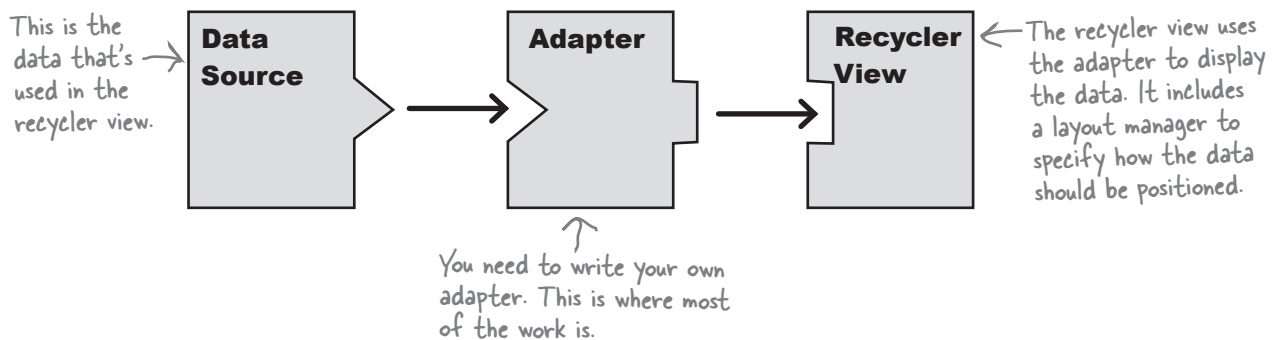 This is the
data that's
used in the
recycler view.
Data
Source
Adapter
Recycler
View
The recycler view uses
the adapter to display
the data. It includes
a layout manager to
specify how the data
should be positioned.
You need to write your own
adapter. This is where most
of the work is.